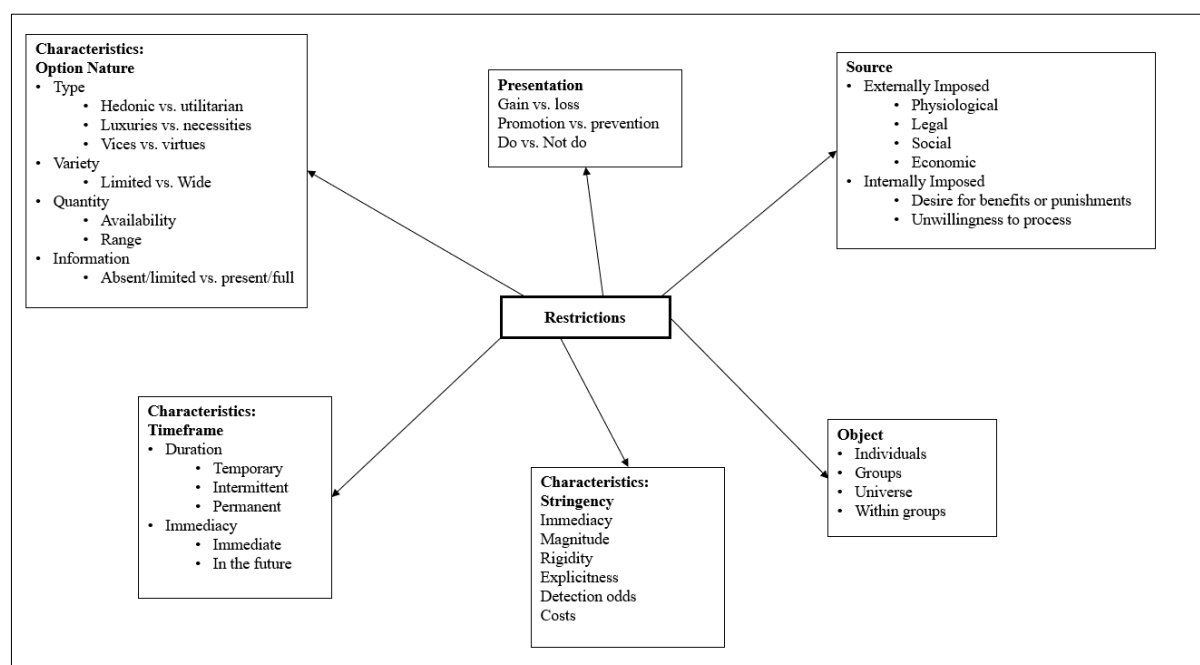 Characteristics:
Option Nature
• Type
• Hedonic vs. utilitarian
• Luxuries vs. necessities
• Vices vs. virtues
• Variety
• Limited vs. Wide
• Quantity
• Availability
• Range
• Information
• Absent/limited vs. present/full
Presentation
Gain vs. loss
Promotion vs. prevention
Do vs. Not do
Source
• Externally Imposed
• Physiological
• Legal
• Social
• Economic
• Internally Imposed
• Desire for benefits or punishments
• Unwillingness to process
Restrictions
Characteristics:
Timeframe
• Duration
• Temporary
• Intermittent
• Permanent
• Immediacy
• Immediate
• In the future
Characteristics:
Stringency
Immediacy
Magnitude
Rigidity
Explicitness
Detection odds
Costs
Object
• Individuals
• Groups
• Universe
• Within groups